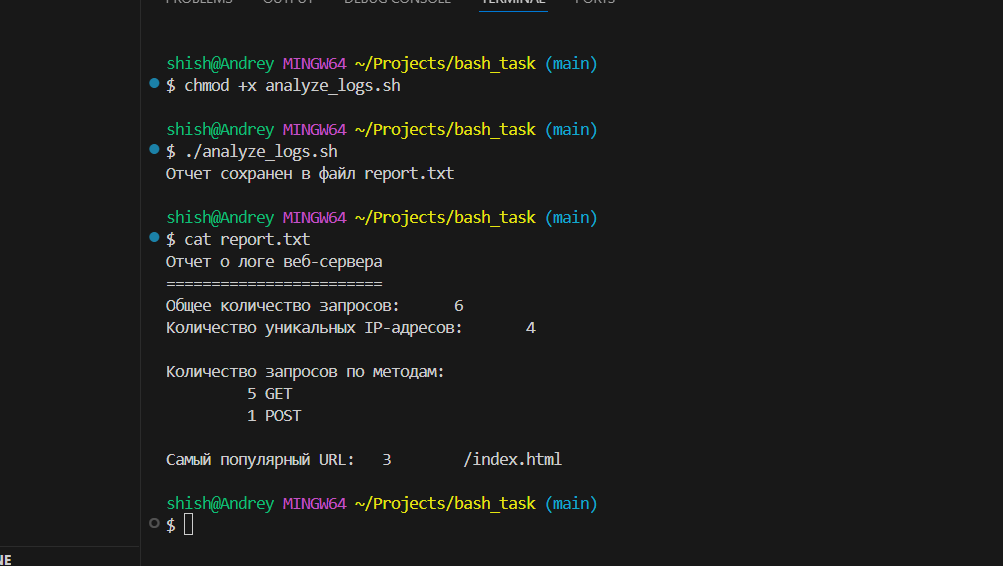 PROBLEMS OUTPUT DEBUG CONSOLE TERMINAL PORTS
shish@Andrey MINGW64 ~/Projects/bash_task (main)
$ chmod +x analyze_logs.sh
shish@Andrey MINGW64 ~/Projects/bash_task (main)
$ ./analyze_logs.sh
Отчет сохранен в файл report.txt
shish@Andrey MINGW64 ~/Projects/bash_task (main)
$ cat report.txt
Отчет о логе веб-сервера
========================
Общее количество запросов:      6
Количество уникальных IP-адресов:       4
Количество запросов по методам:
         5 GET
         1 POST
Самый популярный URL:   3        /index.html
shish@Andrey MINGW64 ~/Projects/bash_task (main)
$
NE